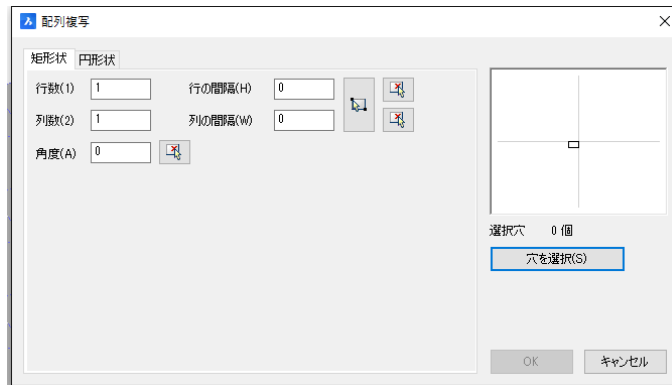 配列複写
矩形状 円形状
行数(1) 1 行の間隔(H) 0
列数(2) 1 列の間隔(W) 0
角度(A) 0
選択穴 0 個
穴を選択(S)
OK キャンセル